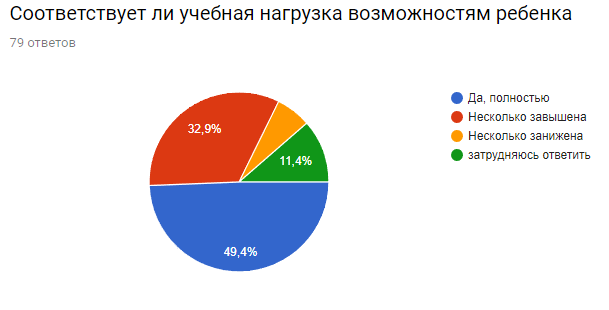 Соответствует ли учебная нагрузка возможностям ребенка
79 ответов
Да, полностью
Несколько завышена
Несколько занижена
затрудняюсь ответить
32,9%
11,4%
49,4%